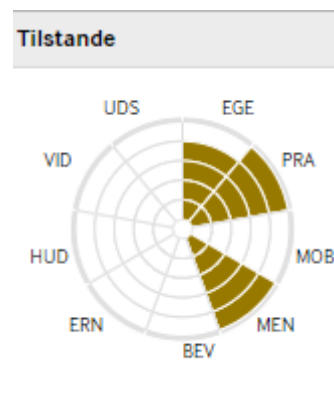 Tilstande
UDS
EGE
VID
PRA
HUD
MOB
ERN
MEN
BEV